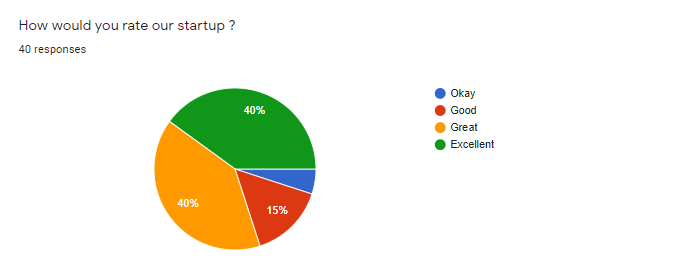 How would you rate our startup ?
40 responses
40%
40%
15%
Okay
Good
Great
Excellent